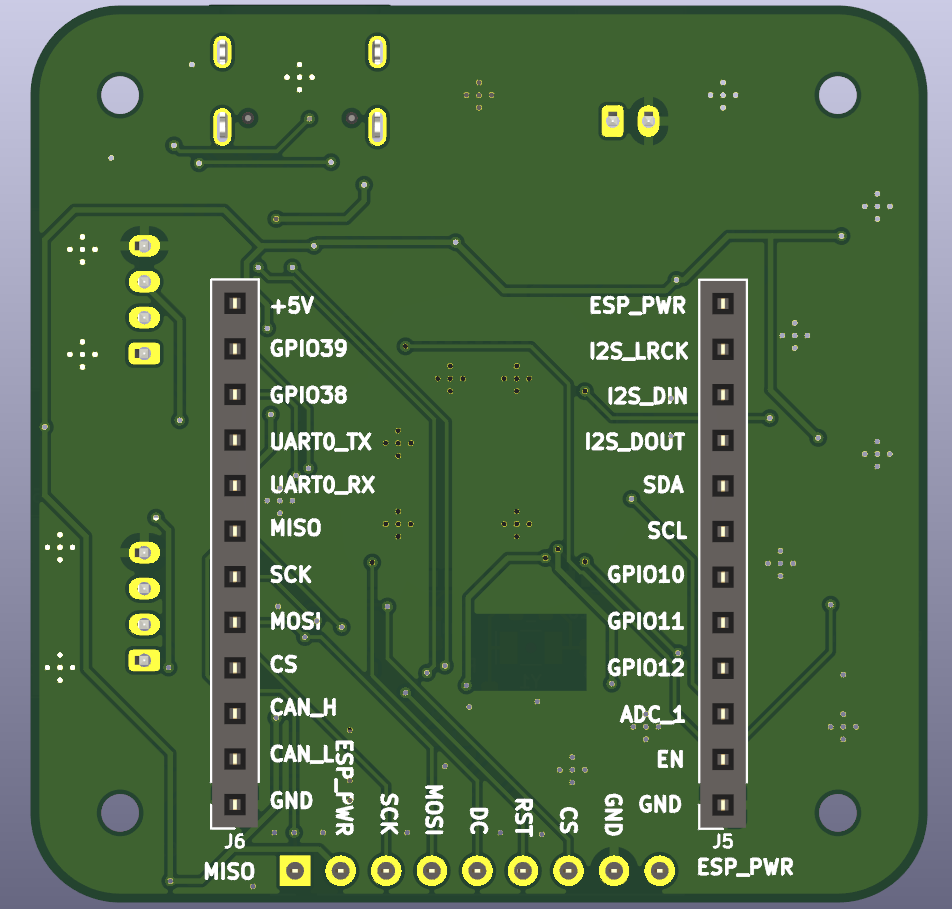 +5V
GPIO39
GPIO38
UART0_TX
UART0_RX
MISO
SCK
MOSI
CS
CAN_H
CAN_L
GND
J6
ESP_PWR
I2S_LRCK
I2S_DIN
I2S_DOUT
SDA
SCL
GPIO10
GPIO11
GPIO12
ADC_1
EN
GND
J5
MISO
ESP_PWR
SCK
MOSI
DC
RST
CS
GND
ESP_PWR